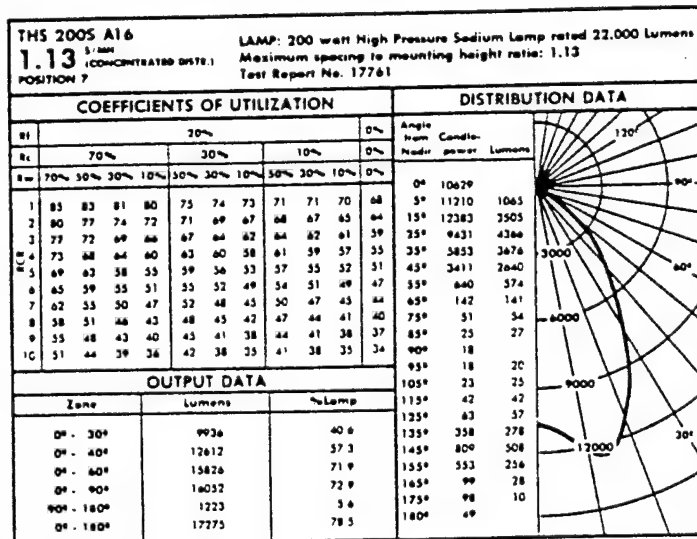 THS 200S A16
1.13 S/MH (CONCENTRATED DISTR.)
POSITION 7
LAMP: 200 watt High Pressure Sodium Lamp rated 22,000 Lumens
Maximum spacing to mounting height ratio: 1.13
Test Report No. 17761
COEFFICIENTS OF UTILIZATION
Rf 20% 0%
Rc 70% 30% 10% 0%
Rw 70% 50% 30% 10% 50% 30% 10% 50% 30% 10% 0%
RCR
1 85 83 81 80 75 74 73 71 71 70 68
2 80 77 74 72 71 69 67 68 67 65 64
3 77 72 69 66 67 64 62 64 62 61 59
4 73 68 64 60 63 60 58 61 59 57 55
5 69 63 58 55 59 56 53 57 55 52 51
6 65 59 55 51 55 52 49 54 51 49 47
7 62 55 50 47 52 48 45 50 47 45 44
8 58 51 46 43 48 45 42 47 44 41 40
9 55 48 43 40 45 41 38 44 41 38 37
10 51 44 39 36 42 38 35 41 38 35 34
OUTPUT DATA
Zone Lumens %Lamp
0° - 30° 8936 40.6
0° - 40° 12612 57.3
0° - 60° 15826 71.9
0° - 90° 16052 72.9
90° - 180° 1223 5.6
0° - 180° 17275 78.5
DISTRIBUTION DATA
Angle from Nadir Candle-power Lumens
0° 10629
5° 11210 1065
15° 12383 3505
25° 9431 4366
35° 5853 3676
45° 3411 2640
55° 640 574
65° 142 141
75° 51 54
85° 25 27
90° 18
95° 18 20
105° 23 25
115° 42 42
125° 63 57
135° 358 278
145° 809 508
155° 553 256
165° 99 28
175° 98 10
180° 49
120°
90°
3000
60°
6000
9000
12000
30°